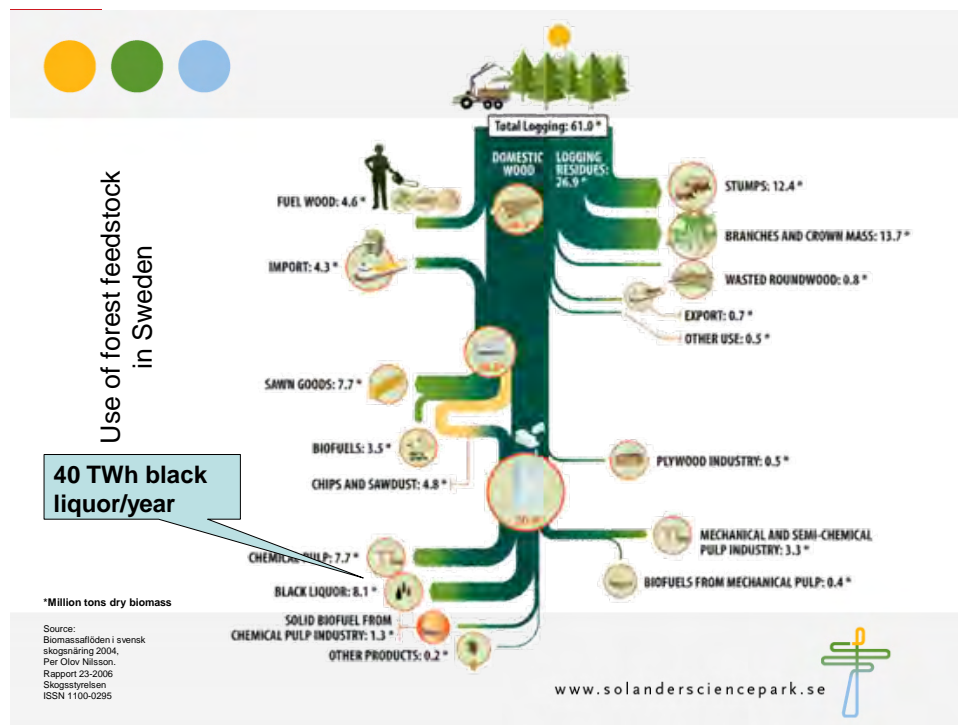 Total Logging: 61.0 *
DOMESTIC
WOOD
LOGGING
RESIDUES:
26.9 *
FUEL WOOD: 4.6 *
IMPORT: 4.3 *
SAWN GOODS: 7.7 *
BIOFUELS: 3.5 *
CHIPS AND SAWDUST: 4.8 *
STUMPS: 12.4 *
BRANCHES AND CROWN MASS: 13.7 *
WASTED ROUNDWOOD: 0.8 *
EXPORT: 0.7 *
OTHER USE: 0.5 *
PLYWOOD INDUSTRY: 0.5 *
MECHANICAL AND SEMI-CHEMICAL
PULP INDUSTRY: 3.3 *
BIOFUELS FROM MECHANICAL PULP: 0.4 *
Use of forest feedstock
in Sweden
40 TWh black
liquor/year
CHEMICAL PULP: 7.7 *
BLACK LIQUOR: 8.1 *
SOLID BIOFUEL FROM
CHEMICAL PULP INDUSTRY: 1.3 *
OTHER PRODUCTS: 0.2 *
*Million tons dry biomass
Source:
Biomassaflöden i svensk
skogsnäring 2004,
Per Olov Nilsson.
Rapport 23-2006
Skogsstyrelsen
ISSN 1100-0295
www.solandersciencepark.se